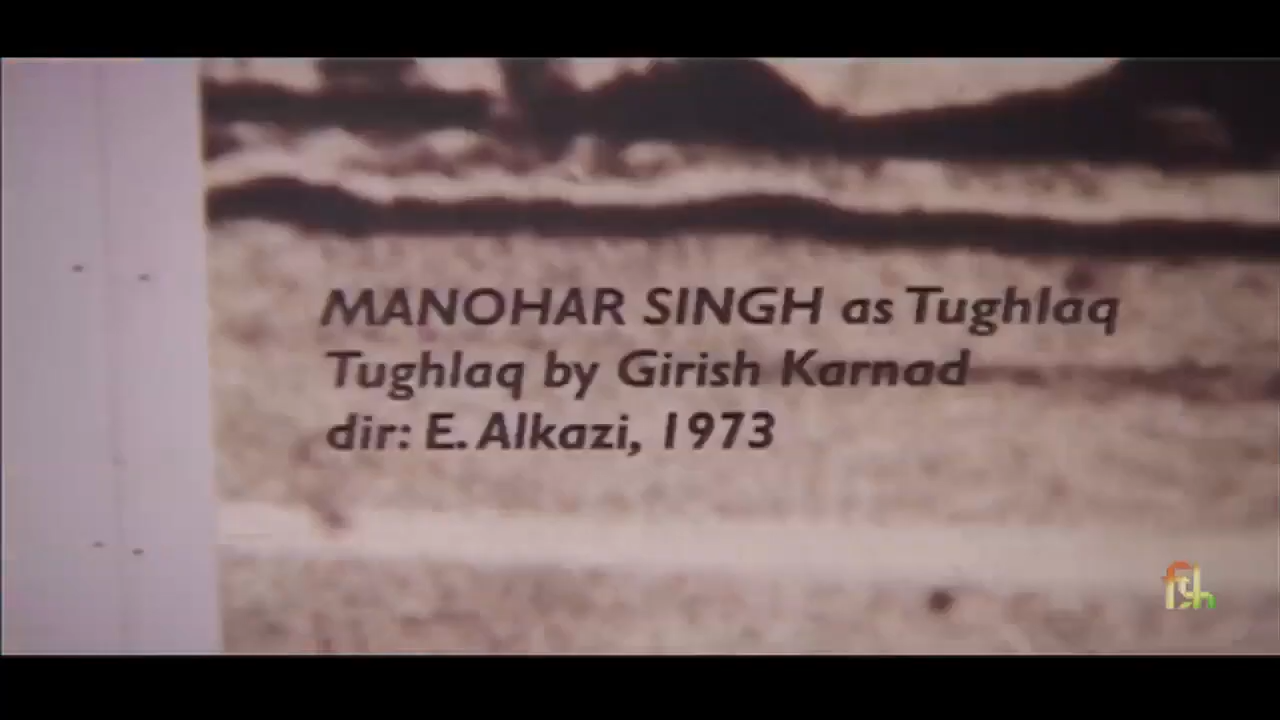 MANOHAR SINGH as Tughlaq
Tughlaq by Girish Karnad
dir: E. Alkazi, 1973